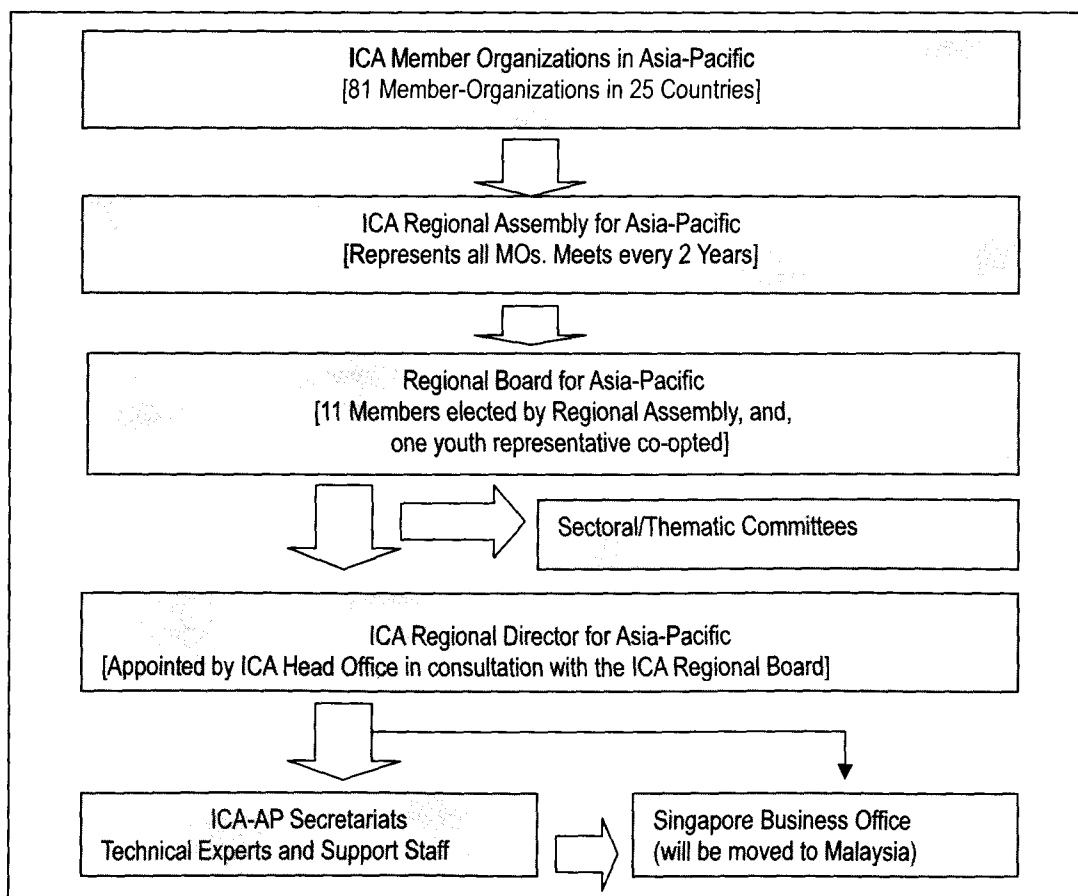 ICA Member Organizations in Asia-Pacific
[81 Member-Organizations in 25 Countries]
ICA Regional Assembly for Asia-Pacific
[Represents all MOs. Meets every 2 Years]
Regional Board for Asia-Pacific
[11 Members elected by Regional Assembly, and,
one youth representative co-opted]
Sectoral/Thematic Committees
ICA Regional Director for Asia-Pacific
[Appointed by ICA Head Office in consultation with the ICA Regional Board]
ICA-AP Secretariats
Technical Experts and Support Staff
Singapore Business Office
(will be moved to Malaysia)